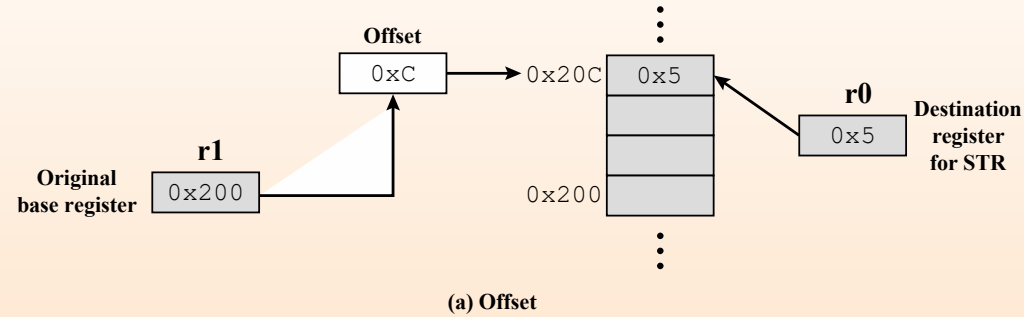 Offset
0xC
0x20C
0x5
r0
Destination
register
for STR
0x5
r1
Original
base register
0x200
0x200
(a) Offset